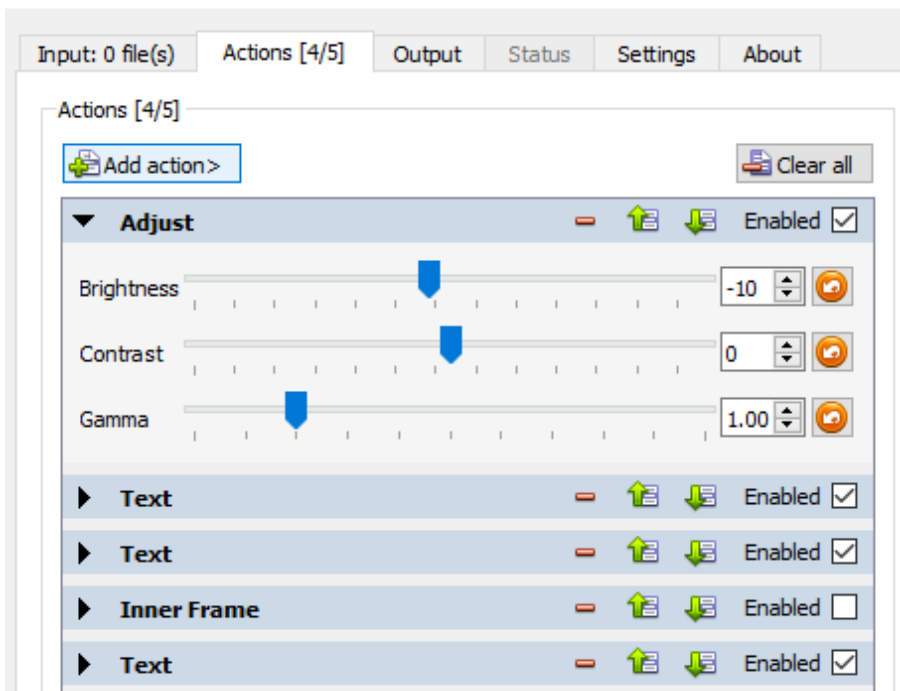 Input: 0 file(s) Actions [4/5] Output Status Settings About
Actions [4/5]
Add action> Clear all
Adjust Enabled
Brightness -10
Contrast 0
Gamma 1.00
Text Enabled
Text Enabled
Inner Frame Enabled
Text Enabled